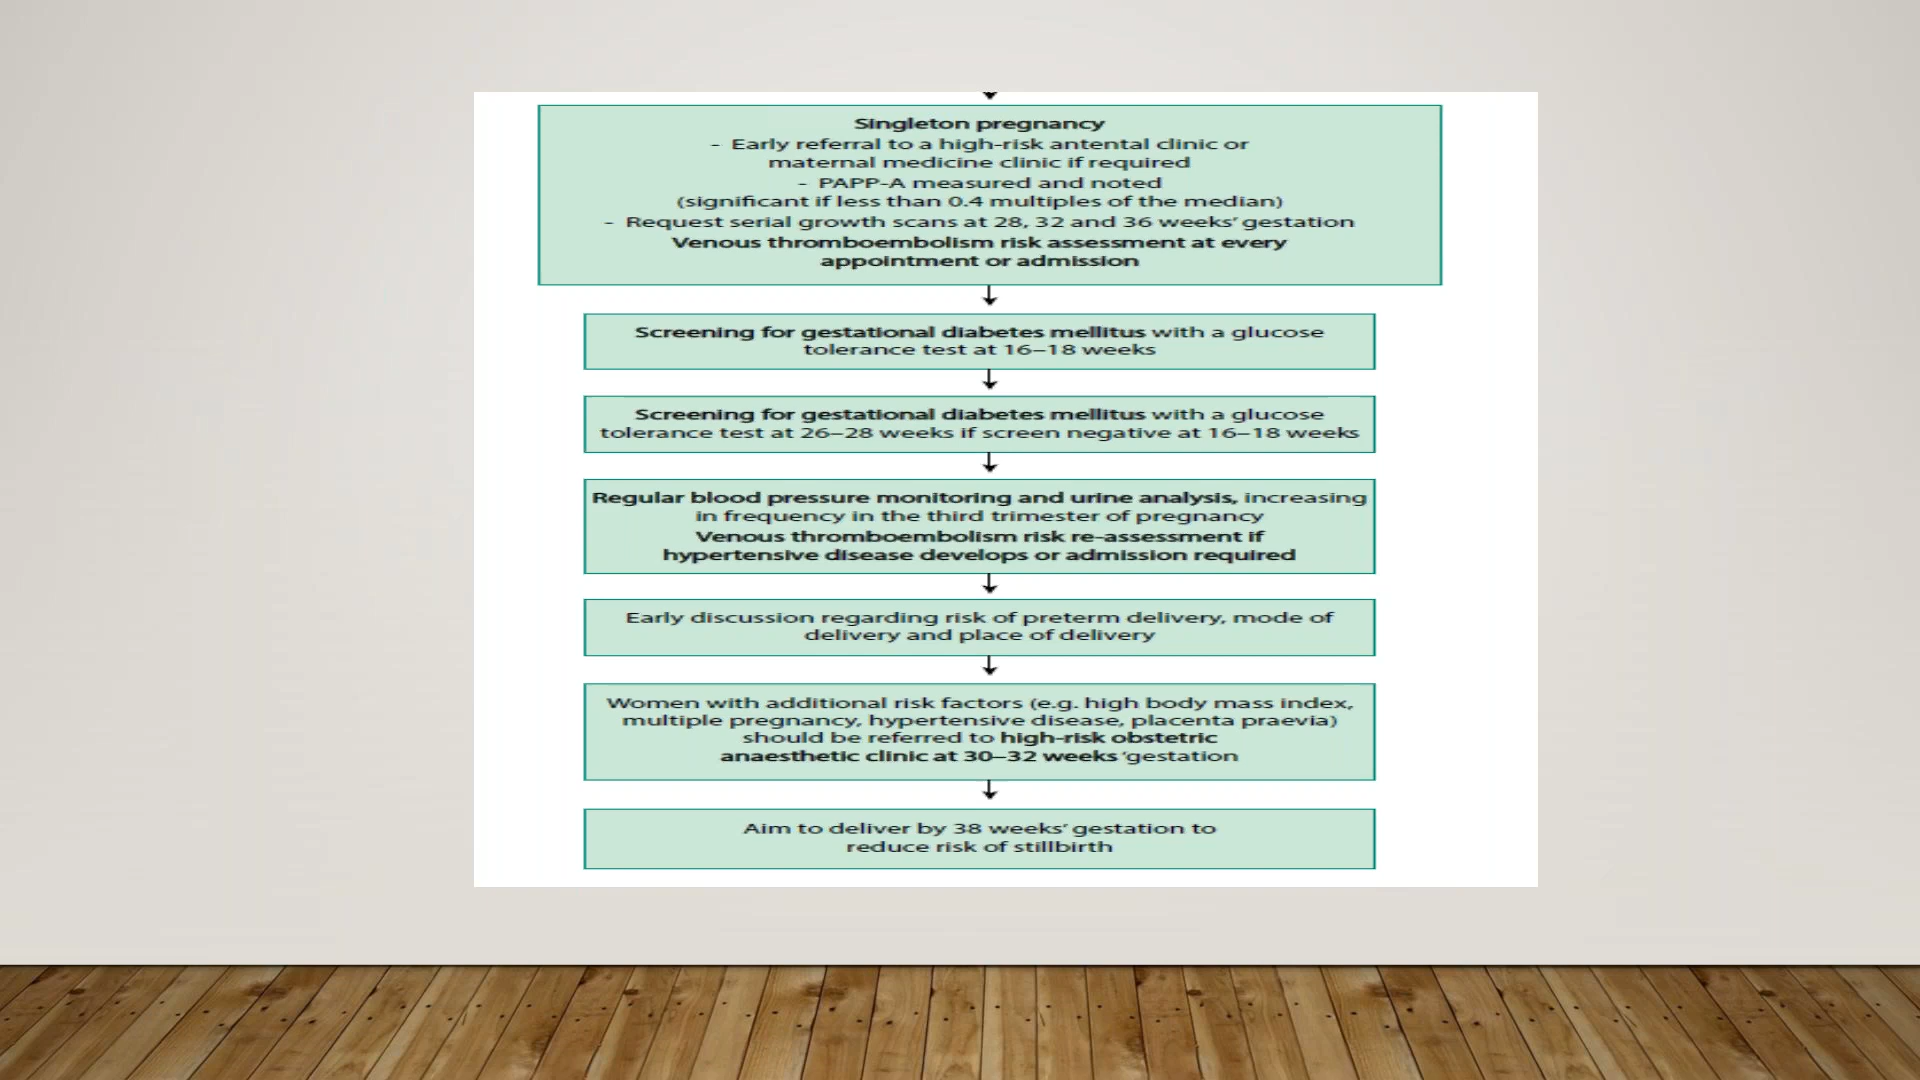 Singleton pregnancy
- Early referral to a high-risk antental clinic or
maternal medicine clinic if required
- PAPP-A measured and noted
(significant if less than 0.4 multiples of the median)
- Request serial growth scans at 28, 32 and 36 weeks’ gestation
Venous thromboembolism risk assessment at every
appointment or admission
Screening for gestational diabetes mellitus with a glucose
tolerance test at 16–18 weeks
Screening for gestational diabetes mellitus with a glucose
tolerance test at 26–28 weeks if screen negative at 16–18 weeks
Regular blood pressure monitoring and urine analysis, increasing
in frequency in the third trimester of pregnancy
Venous thromboembolism risk re-assessment if
hypertensive disease develops or admission required
Early discussion regarding risk of preterm delivery, mode of
delivery and place of delivery
Women with additional risk factors (e.g. high body mass index,
multiple pregnancy, hypertensive disease, placenta praevia)
should be referred to high-risk obstetric
anaesthetic clinic at 30–32 weeks ‘gestation
Aim to deliver by 38 weeks’ gestation to
reduce risk of stillbirth